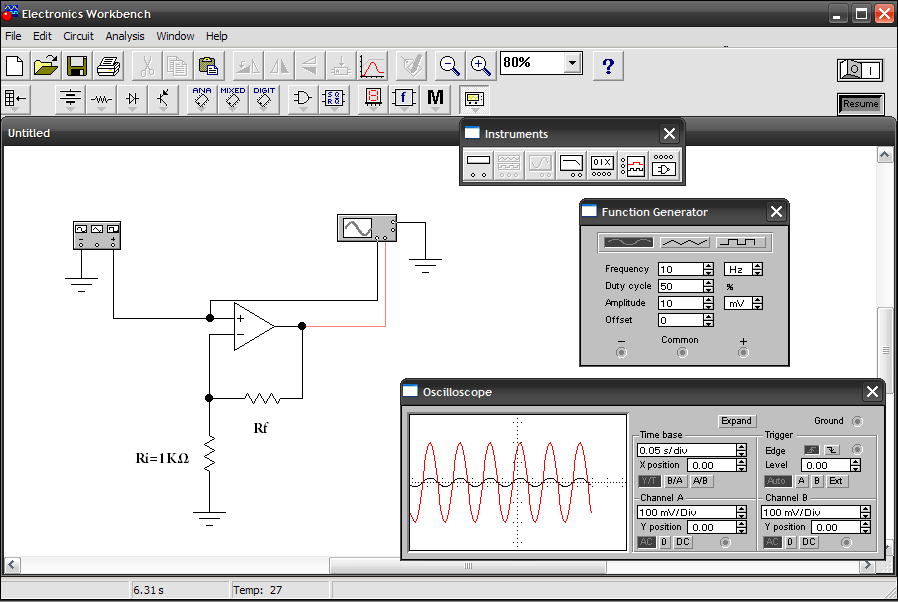 Electronics Workbench
File Edit Circuit Analysis Window Help
80%
?
ANA MIXED DIGIT
f M
Resume
Untitled
Instruments
Function Generator
Frequency 10 Hz
Duty cycle 50 %
Amplitude 10 mV
Offset 0
− Common +
+
−
Rf
Ri=1KΩ
Oscilloscope
Expand Ground
Time base Trigger
0.05 s/div Edge
X position 0.00 Level 0.00
Y/T B/A A/B Auto A B Ext
Channel A Channel B
100 mV/Div 100 mV/Div
Y position 0.00 Y position 0.00
AC 0 DC AC 0 DC
6.31 s Temp: 27